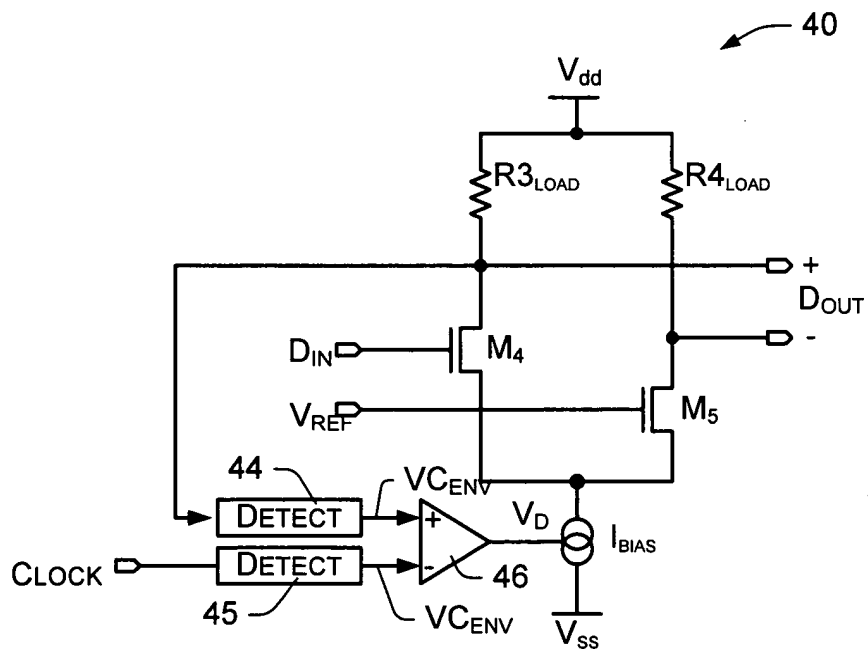 40
Vdd
R3LOAD
R4LOAD
+
DOUT
-
DIN
M4
VREF
M5
44
VCENV
DETECT
+
VD
IBIAS
CLOCK
DETECT
-
46
45
VCENV
VSS